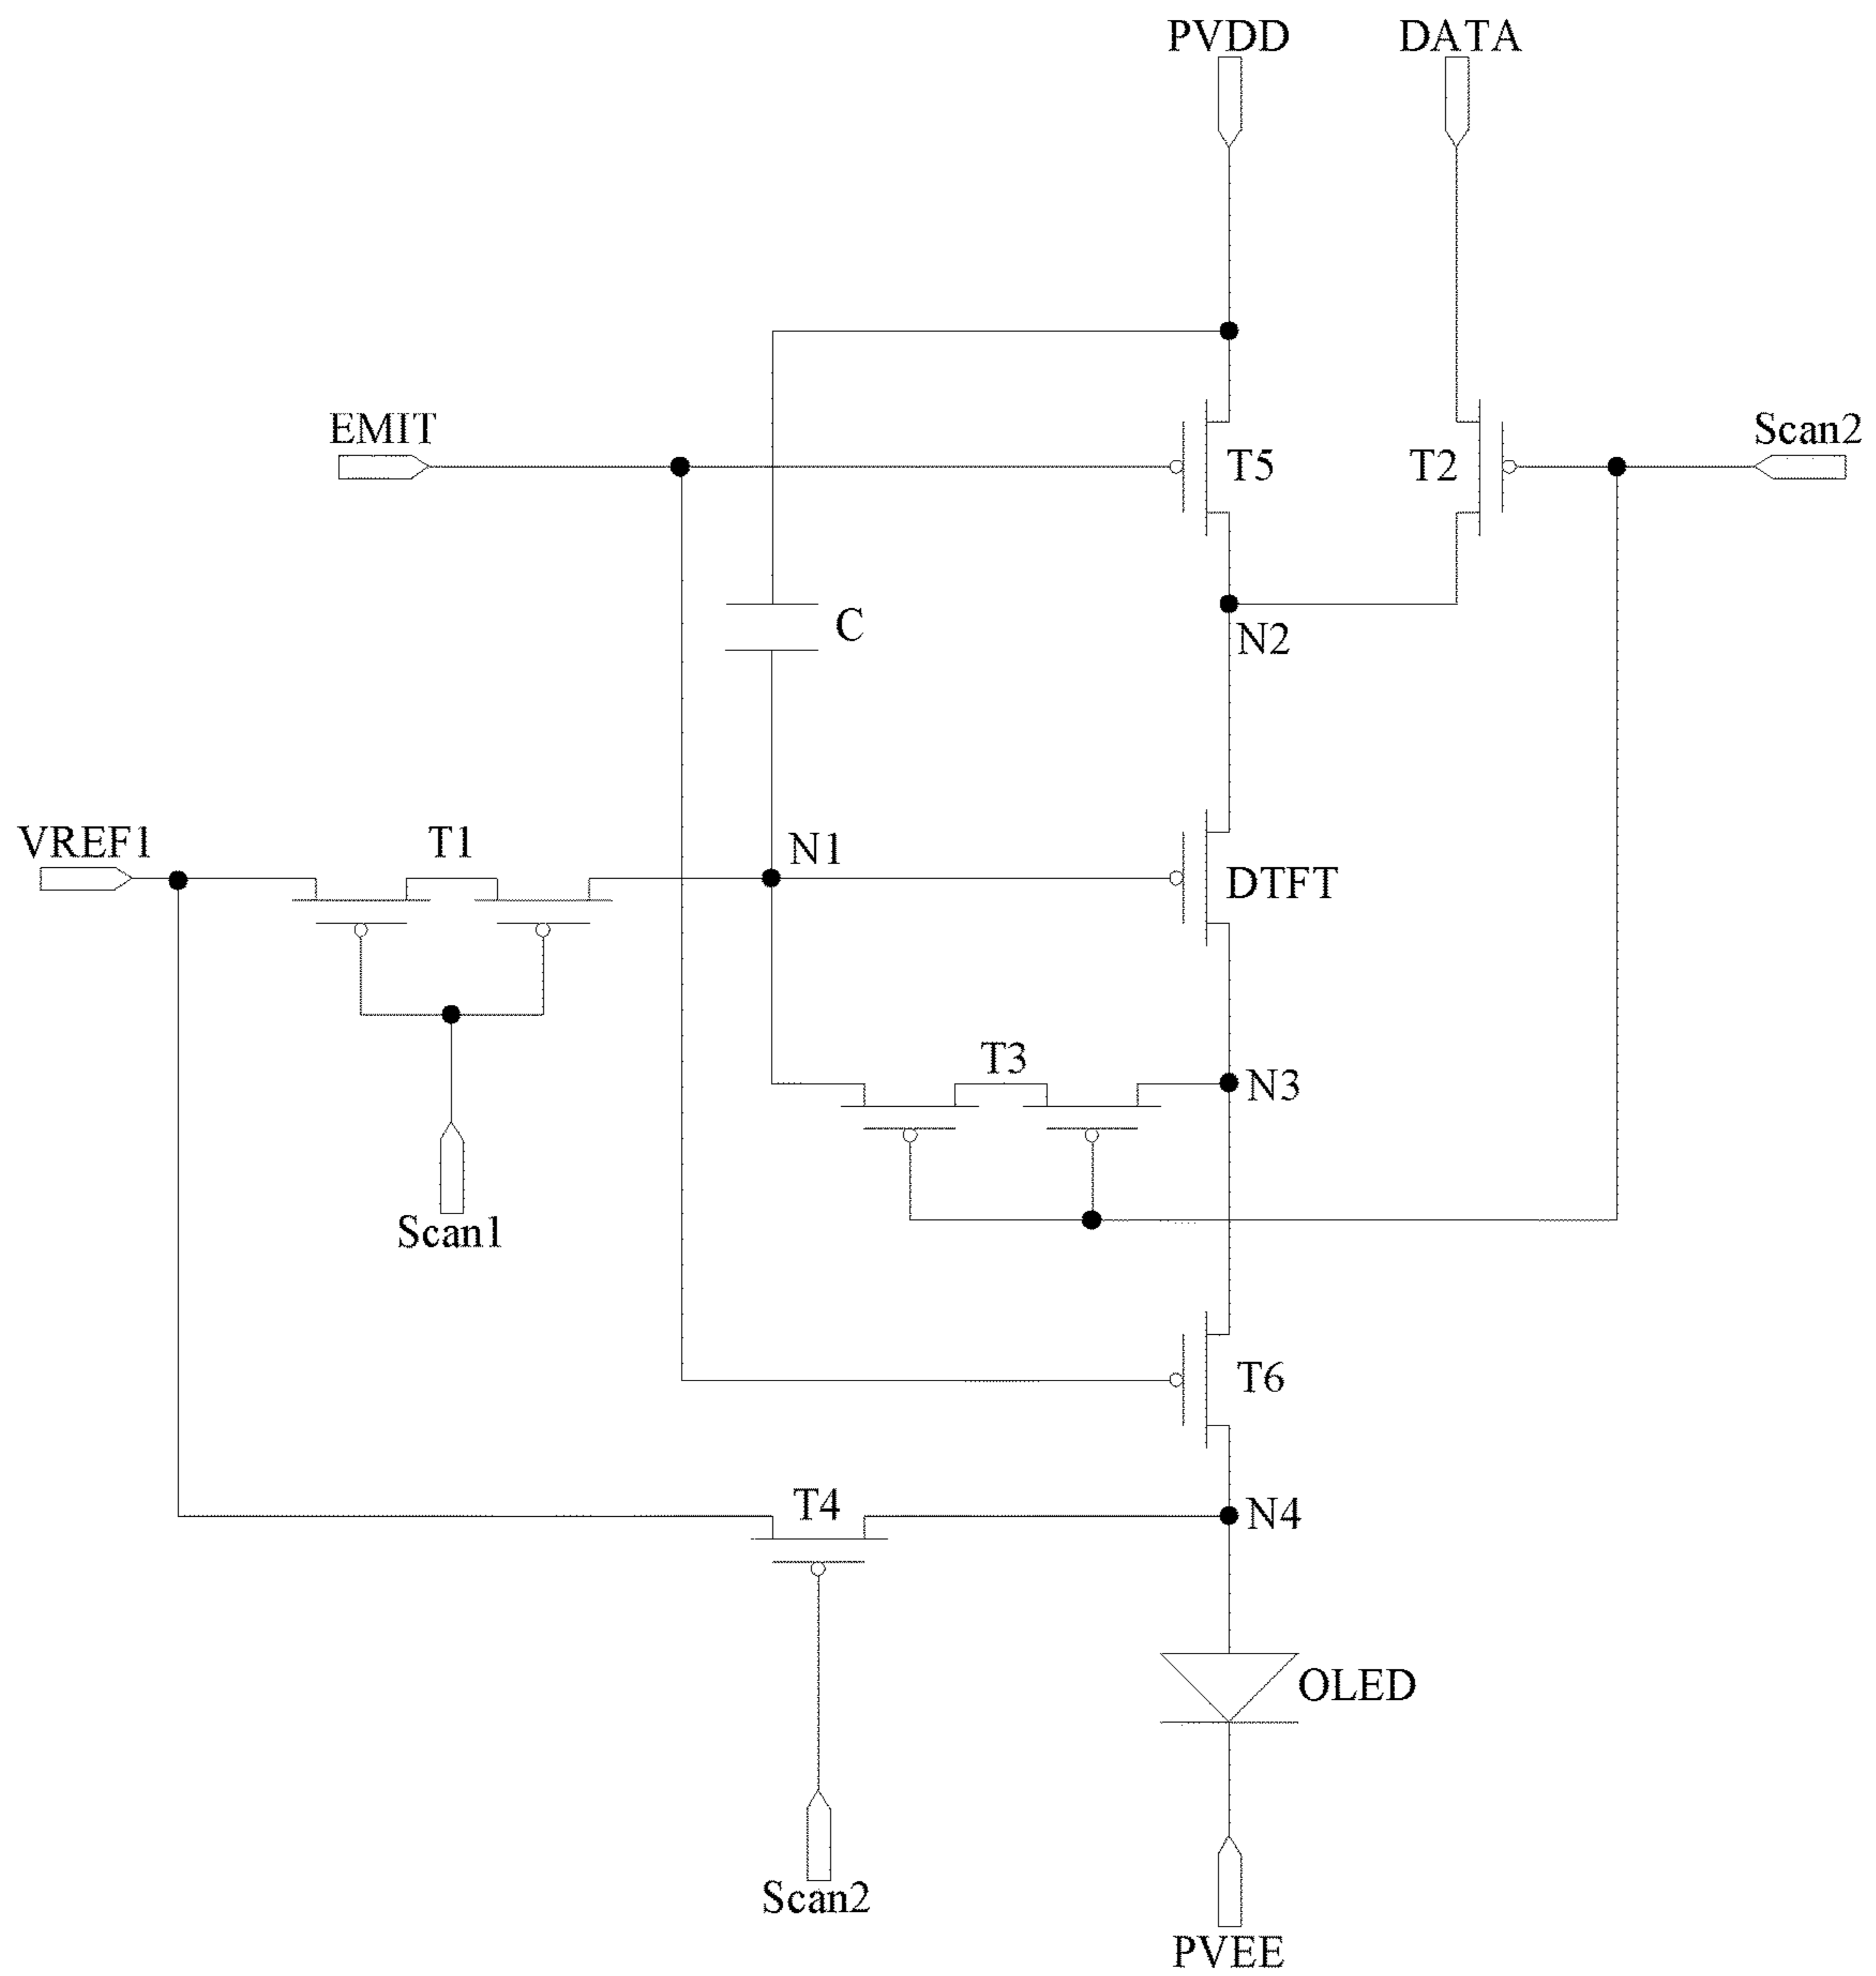 PVDD
DATA
EMIT
Scan2
T5
T2
C
N2
VREF1
T1
N1
DTFT
T3
N3
Scan1
T6
T4
N4
OLED
Scan2
PVEE